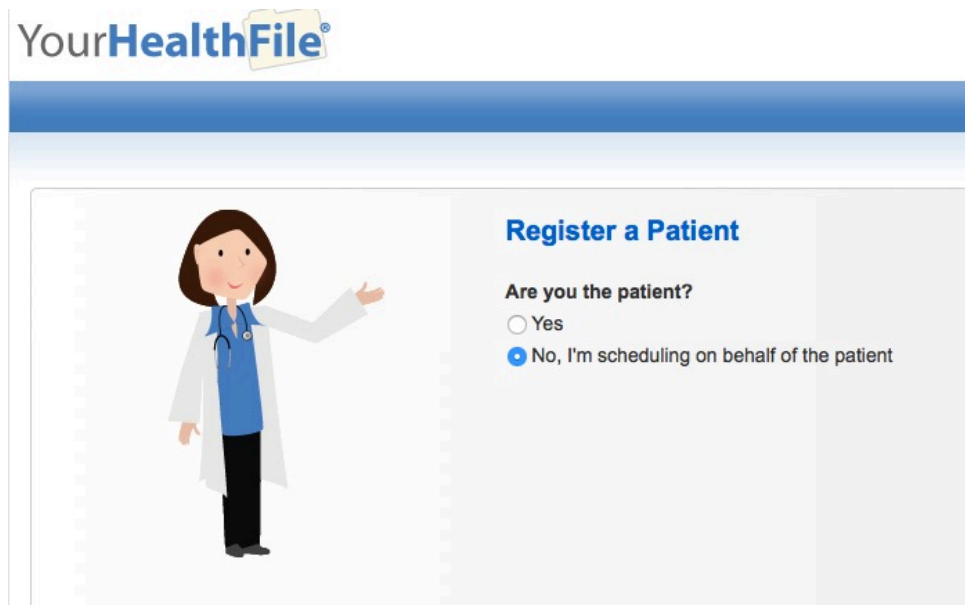 YourHealthFile®
Register a Patient
Are you the patient?
Yes
No, I'm scheduling on behalf of the patient